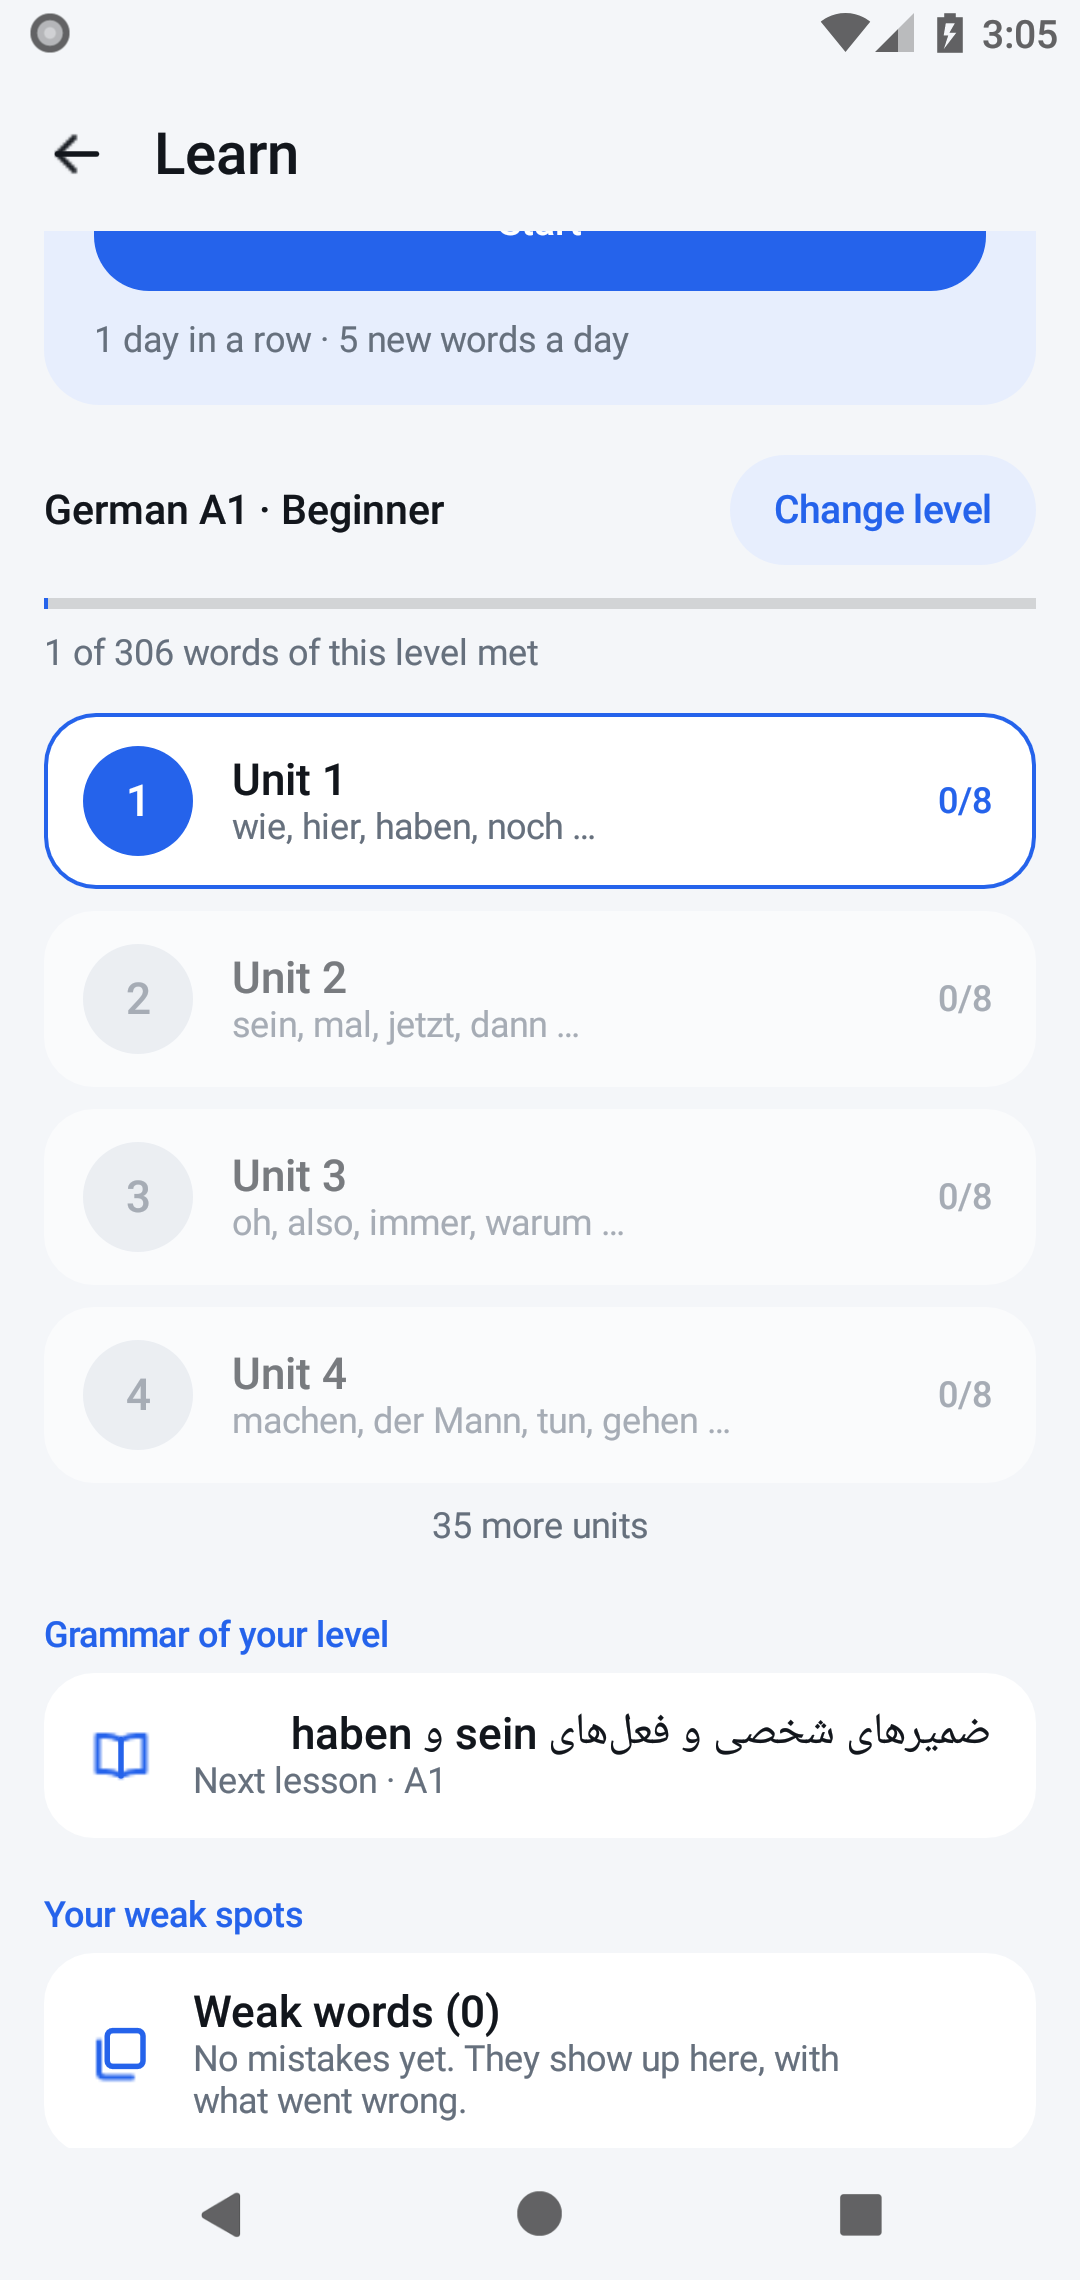 3:05
Learn
Start
1 day in a row · 5 new words a day
German A1 · Beginner
Change level
1 of 306 words of this level met
1
Unit 1
wie, hier, haben, noch ...
0/8
2
Unit 2
sein, mal, jetzt, dann ...
0/8
3
Unit 3
oh, also, immer, warum ...
0/8
4
Unit 4
machen, der Mann, tun, gehen ...
0/8
35 more units
Grammar of your level
ضمیرهای شخصی و فعل‌های sein و haben
Next lesson · A1
Your weak spots
Weak words (0)
No mistakes yet. They show up here, with
what went wrong.